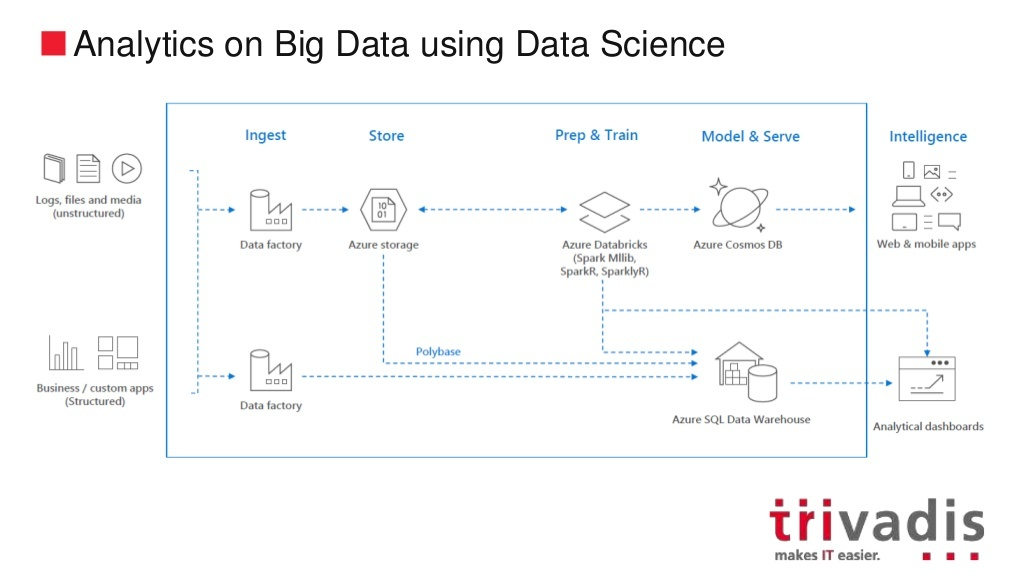 Analytics on Big Data using Data Science
Ingest
Store
Prep & Train
Model & Serve
Intelligence
Logs, files and media
(unstructured)
Data factory
10
01
Azure storage
Azure Databricks
(Spark Mllib,
SparkR, SparklyR)
Azure Cosmos DB
Web & mobile apps
Polybase
Business / custom apps
(Structured)
Data factory
Azure SQL Data Warehouse
Analytical dashboards
trivadis
makes IT easier.